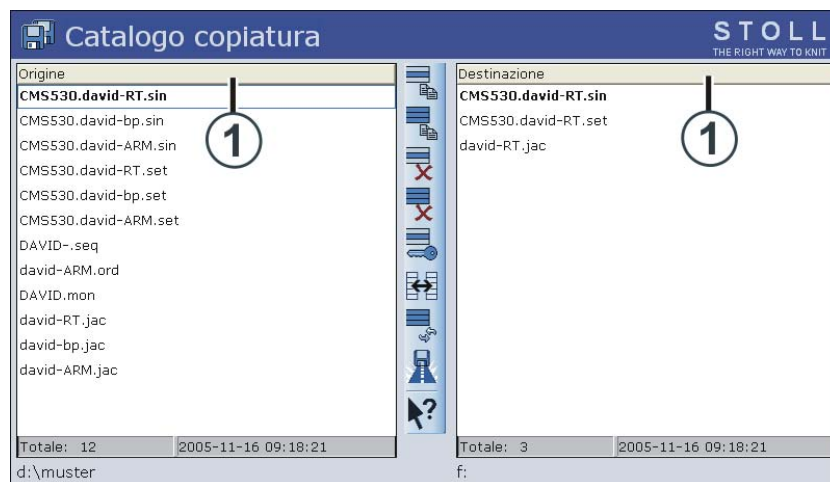 Catalogo copiatura
STOLL
THE RIGHT WAY TO KNIT
Origine
CMS530.david-RT.sin
CMS530.david-bp.sin
CMS530.david-ARM.sin
CMS530.david-RT.set
CMS530.david-bp.set
CMS530.david-ARM.set
DAVID-.seq
david-ARM.ord
DAVID.mon
david-RT.jac
david-bp.jac
david-ARM.jac
1
Totale: 12 2005-11-16 09:18:21
d:\muster
?
Destinazione
CMS530.david-RT.sin
CMS530.david-RT.set
david-RT.jac
1
Totale: 3 2005-11-16 09:18:21
f: